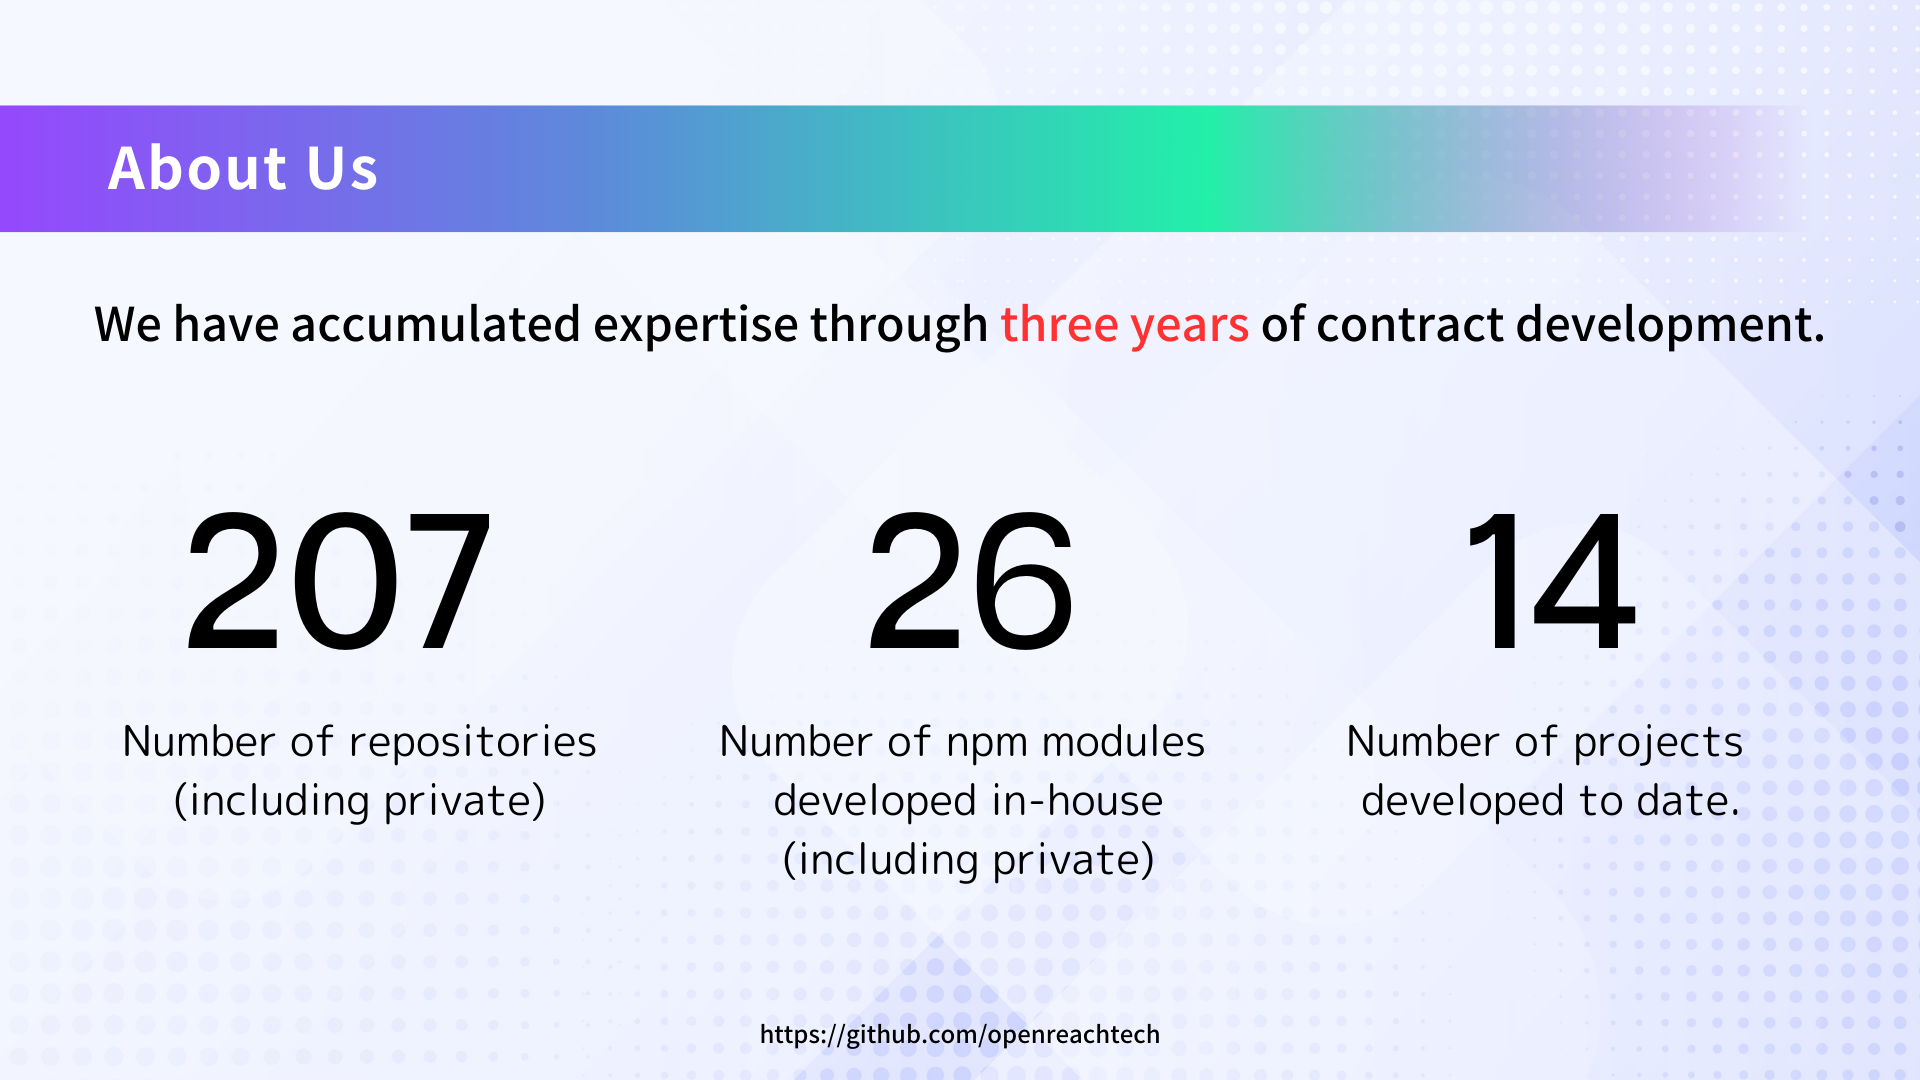 About Us
We have accumulated expertise through three years of contract development.
207
Number of repositories
(including private)
26
Number of npm modules
developed in-house
(including private)
14
Number of projects
developed to date.
https://github.com/openreachtech